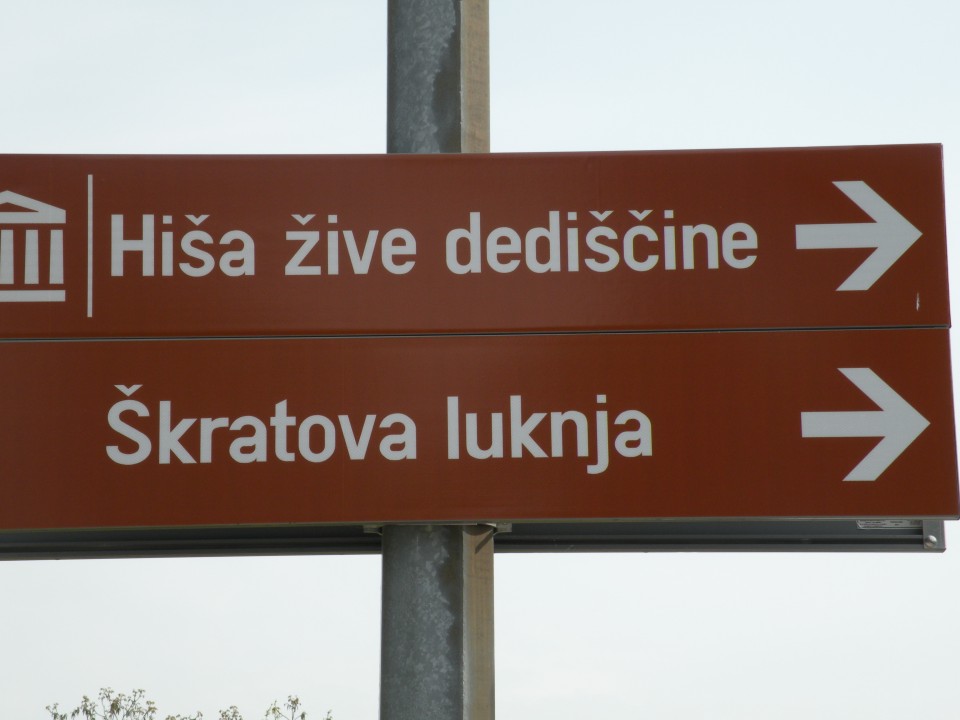 Hiša žive dediščine
Škratova luknja